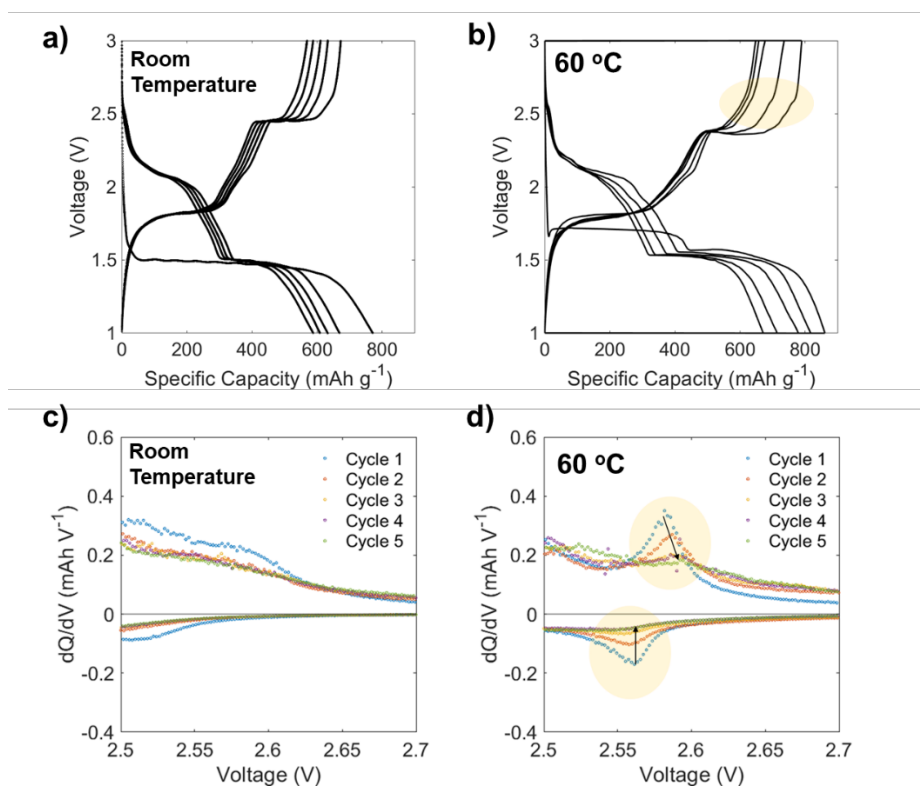 a)
Room
Temperature
3
2.5
2
1.5
1
Voltage (V)
0
200
400
600
800
Specific Capacity (mAh g⁻¹)
b)
60 ᵒC
3
2.5
2
1.5
1
Voltage (V)
0
200
400
600
800
Specific Capacity (mAh g⁻¹)
c)
Room
Temperature
Cycle 1
Cycle 2
Cycle 3
Cycle 4
Cycle 5
0.6
0.4
0.2
0
-0.2
-0.4
dQ/dV (mAh V⁻¹)
2.5
2.55
2.6
2.65
2.7
Voltage (V)
d)
60 ᵒC
Cycle 1
Cycle 2
Cycle 3
Cycle 4
Cycle 5
0.6
0.4
0.2
0
-0.2
-0.4
dQ/dV (mAh V⁻¹)
2.5
2.55
2.6
2.65
2.7
Voltage (V)